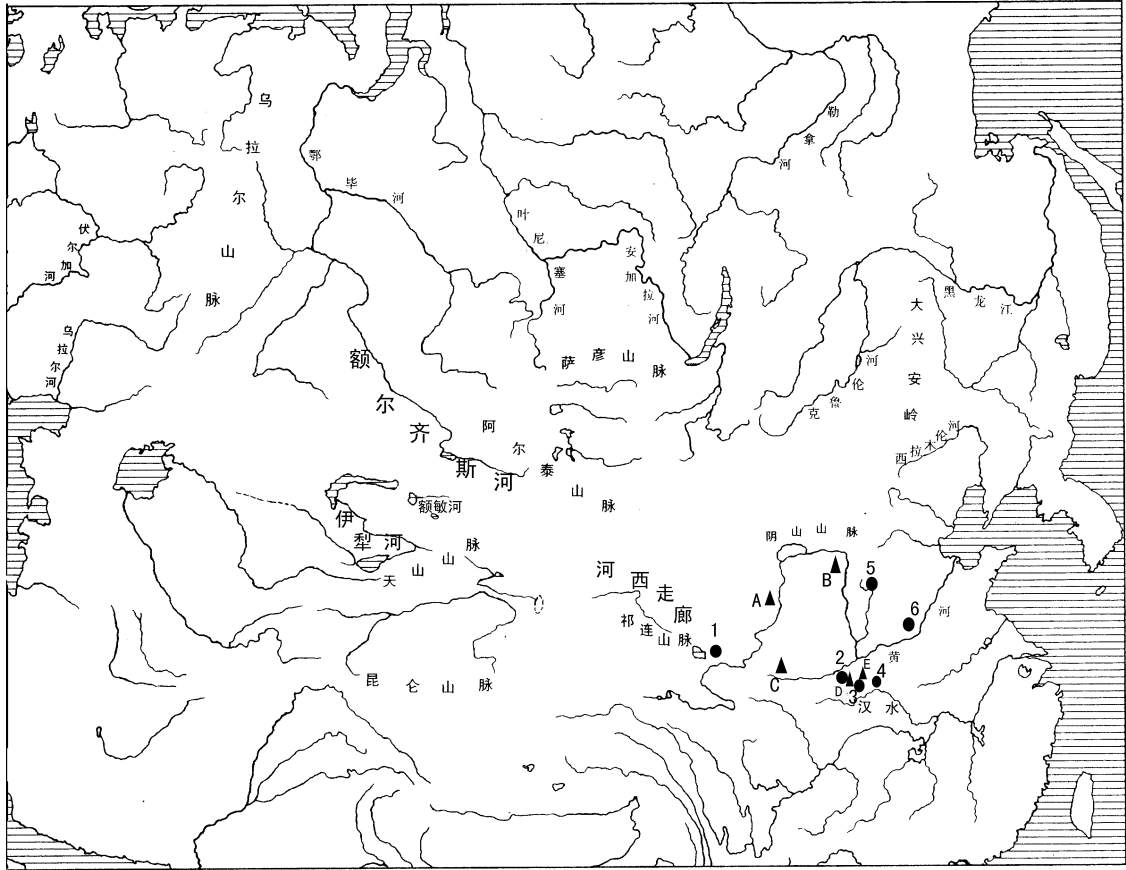 乌拉尔山脉
鄂毕河
勒拿河
叶尼塞河
安加拉河
伏尔加河
乌拉尔河
萨彦山脉
黑龙江
大兴安岭
克鲁伦河
西拉木伦河
额尔齐斯河
阿尔泰山脉
额敏河
伊犁河
天山山脉
阴山山脉
河西走廊
祁连山脉
昆仑山脉
黄河
汉水
A
B
C
D
E
1
2
3
4
5
6